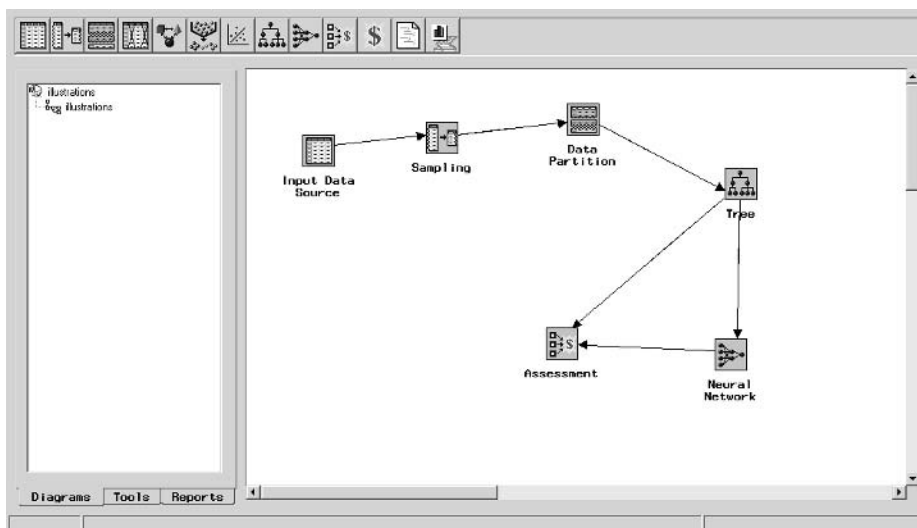 illustrations
illustrations
Input Data
Source
Sampling
Data
Partition
Tree
Assessment
Neural
Network
Diagrams
Tools
Reports